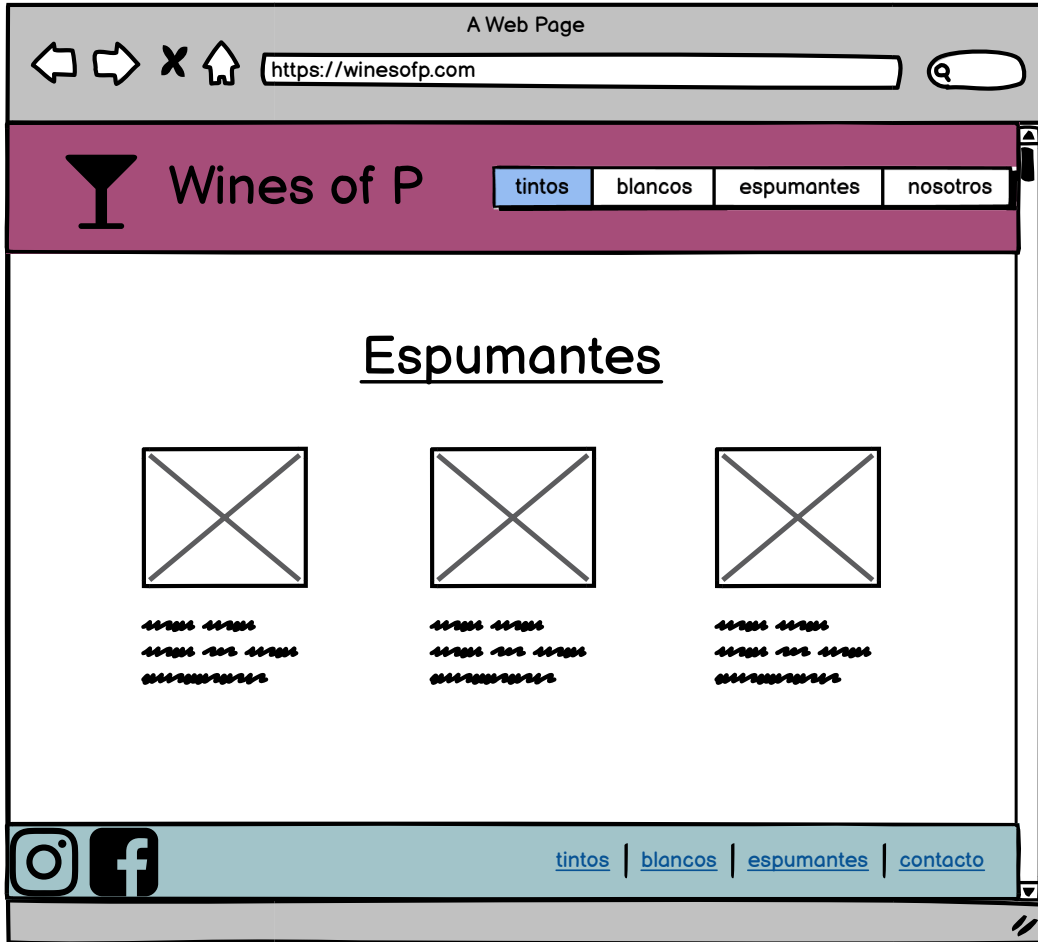 A Web Page
https://winesofp.com
Wines of P
tintos blancos espumantes nosotros
Espumantes
tintos blancos espumantes contacto